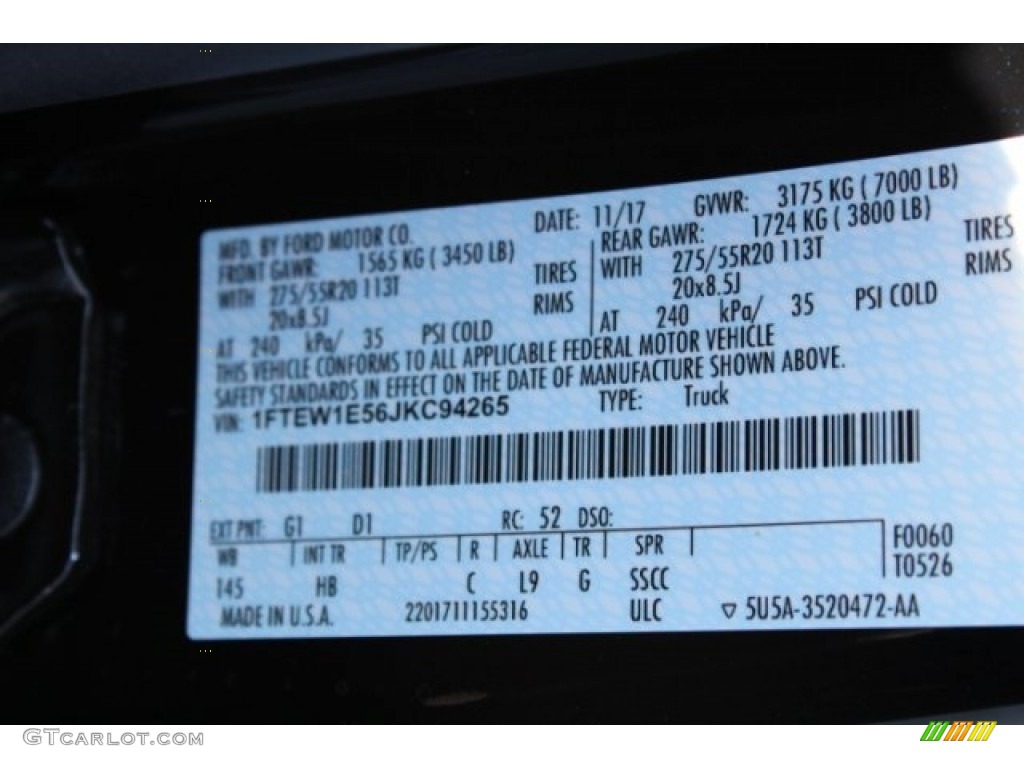 MFD. BY FORD MOTOR CO. DATE: 11/17 GVWR: 3175 KG ( 7000 LB)
FRONT GAWR: 1565 KG ( 3450 LB) REAR GAWR: 1724 KG ( 3800 LB)
WITH 275/55R20 113T TIRES WITH 275/55R20 113T TIRES
20x8.5J RIMS 20x8.5J RIMS
AT 240 kPa/ 35 PSI COLD AT 240 kPa/ 35 PSI COLD
THIS VEHICLE CONFORMS TO ALL APPLICABLE FEDERAL MOTOR VEHICLE
SAFETY STANDARDS IN EFFECT ON THE DATE OF MANUFACTURE SHOWN ABOVE.
VIN: 1FTEW1E56JKC94265 TYPE: Truck
EXT PNT: G1 D1 RC: 52 DSO:
WB INT TR TP/PS R AXLE TR SPR F0060
T0526
145 HB C L9 G SSCC
MADE IN U.S.A. 2201711155316 ULC ▽ 5U5A-3520472-AA
GTcarlot.com